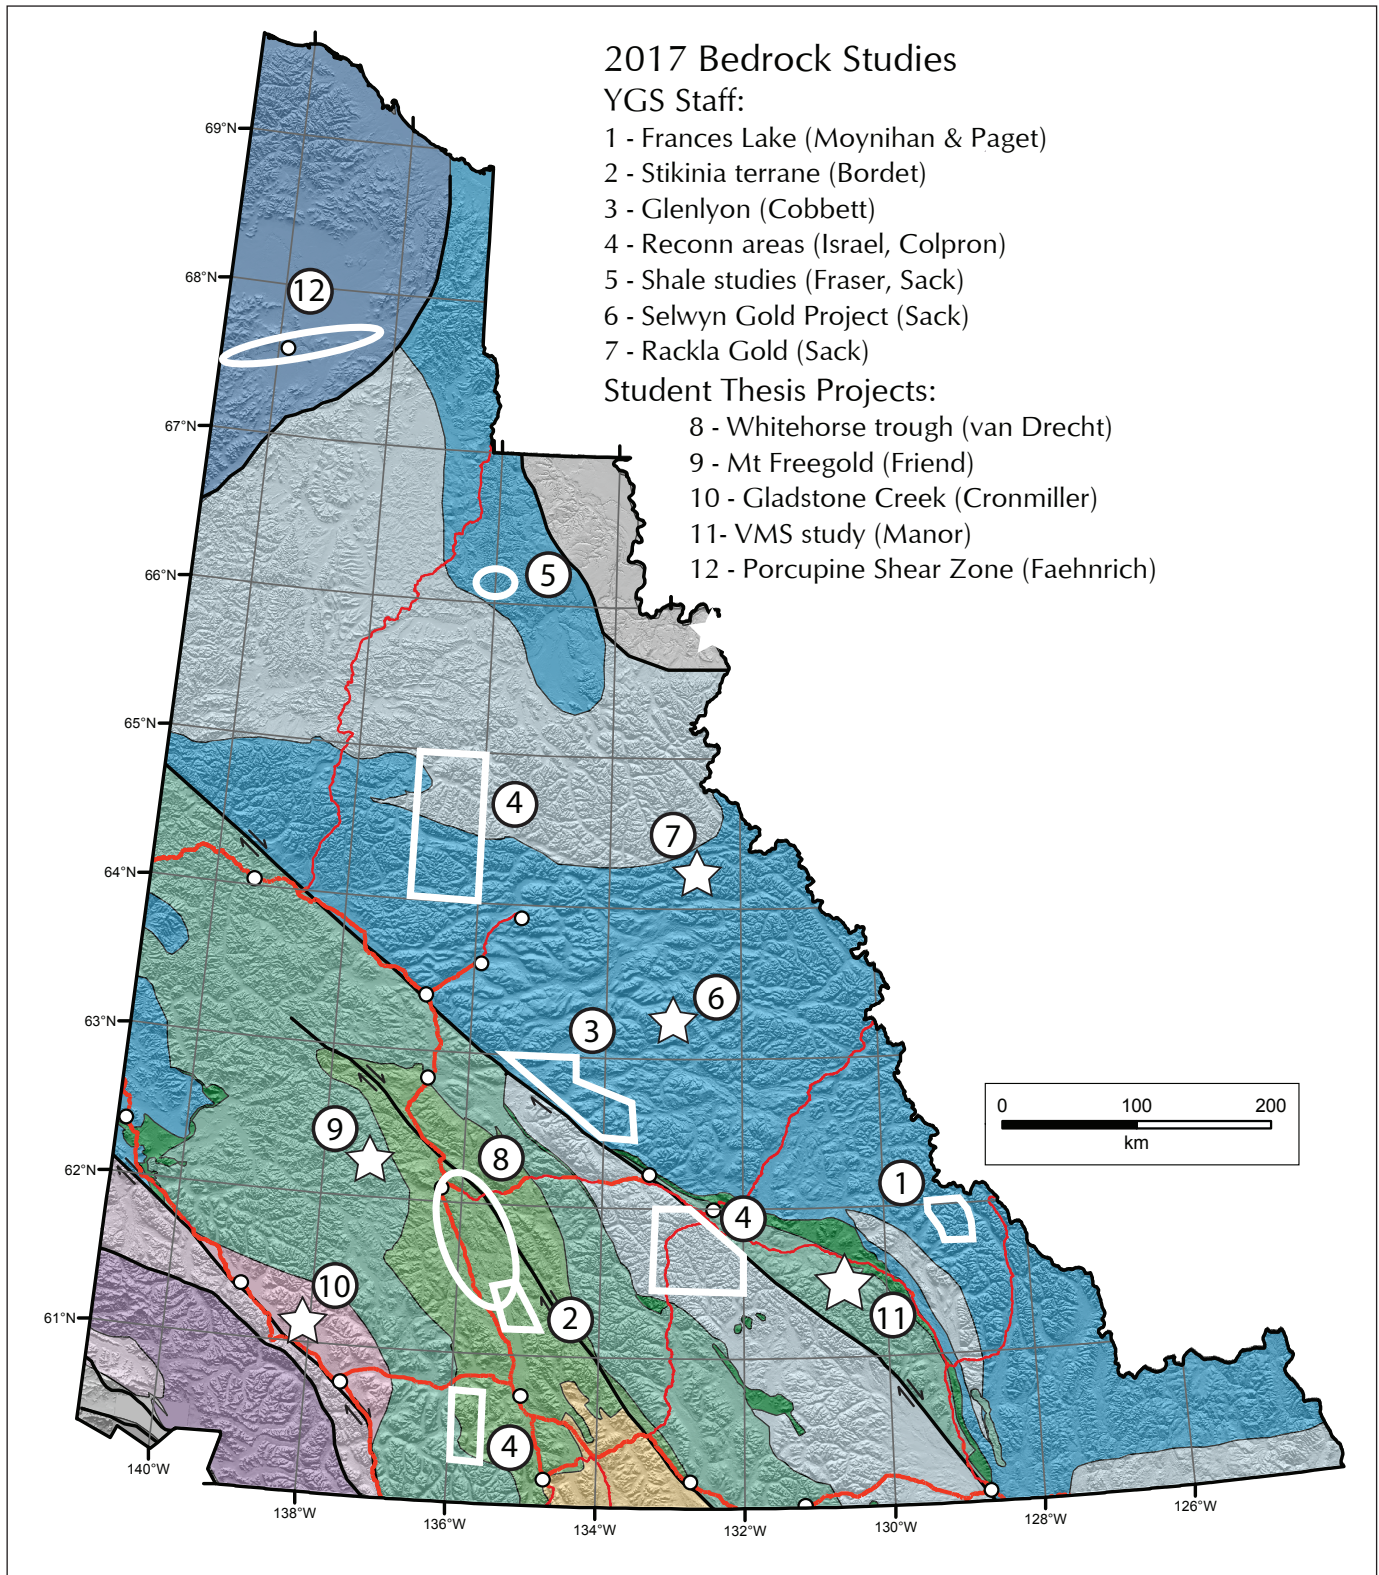 2017 Bedrock Studies
YGS Staff:
1 - Frances Lake (Moynihan & Paget)
2 - Stikinia terrane (Bordet)
3 - Glenlyon (Cobbett)
4 - Reconn areas (Israel, Colpron)
5 - Shale studies (Fraser, Sack)
6 - Selwyn Gold Project (Sack)
7 - Rackla Gold (Sack)
Student Thesis Projects:
8 - Whitehorse trough (van Drecht)
9 - Mt Freegold (Friend)
10 - Gladstone Creek (Cronmiller)
11- VMS study (Manor)
12 - Porcupine Shear Zone (Faehnrich)
69°N
68°N
12
67°N
66°N
5
65°N
4
7
64°N
6
3
63°N
0 100 200
km
9
8
62°N
1
4
10
2
11
61°N
4
140°W
138°W
136°W
134°W
132°W
130°W
128°W
126°W